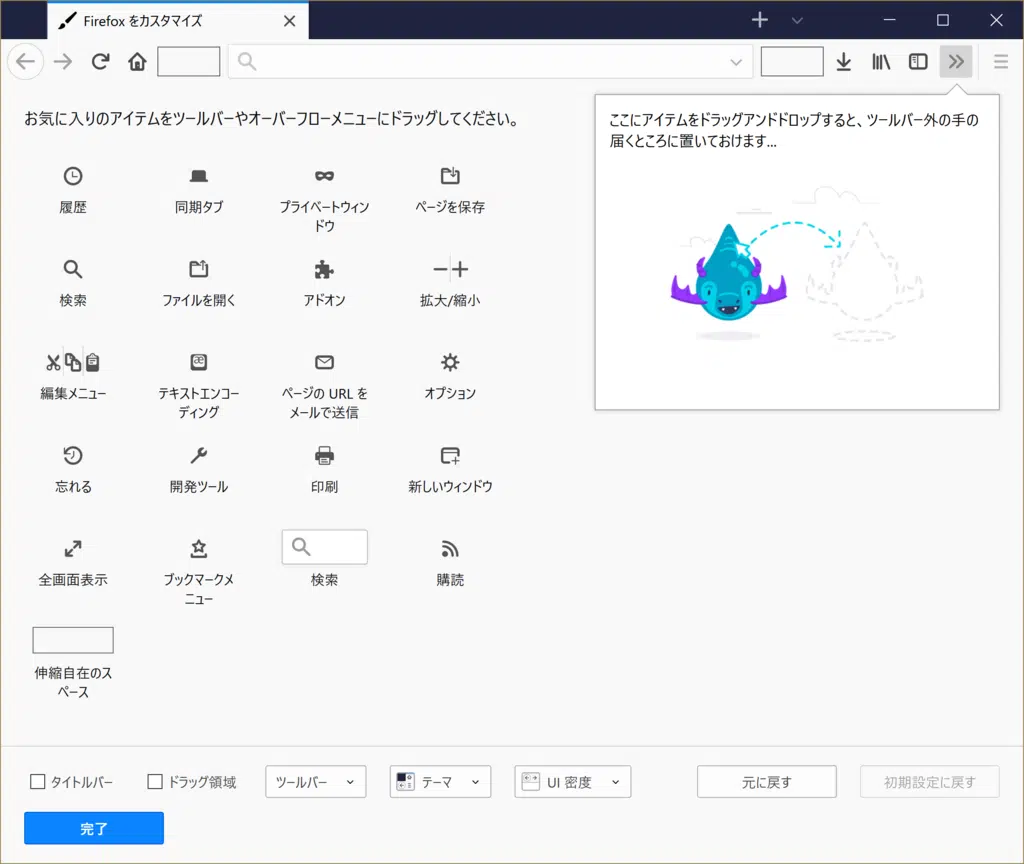 Firefox をカスタマイズ
お気に入りのアイテムをツールバーやオーバーフローメニューにドラッグしてください。
ここにアイテムをドラッグアンドドロップすると、ツールバー外の手の
届くところに置いておけます...
履歴
同期タブ
プライベートウィン
ドウ
ページを保存
検索
ファイルを開く
アドオン
拡大/縮小
編集メニュー
テキストエンコー
ディング
ページの URL を
メールで送信
オプション
忘れる
開発ツール
印刷
新しいウィンドウ
全画面表示
ブックマークメ
ニュー
検索
購読
伸縮自在のス
ペース
タイトルバー
ドラッグ領域
ツールバー
テーマ
UI 密度
元に戻す
初期設定に戻す
完了